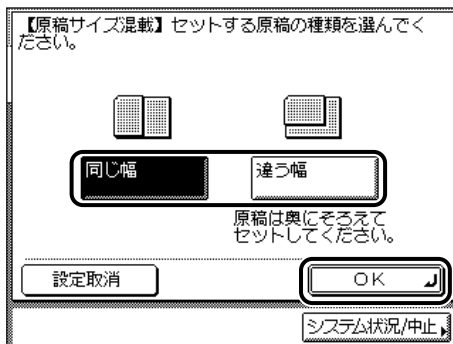 【原稿サイズ混載】セットする原稿の種類を選んでく
ださい。
同じ幅
違う幅
原稿は奥にそろえて
セットしてください。
設定取消
OK
システム状況/中止